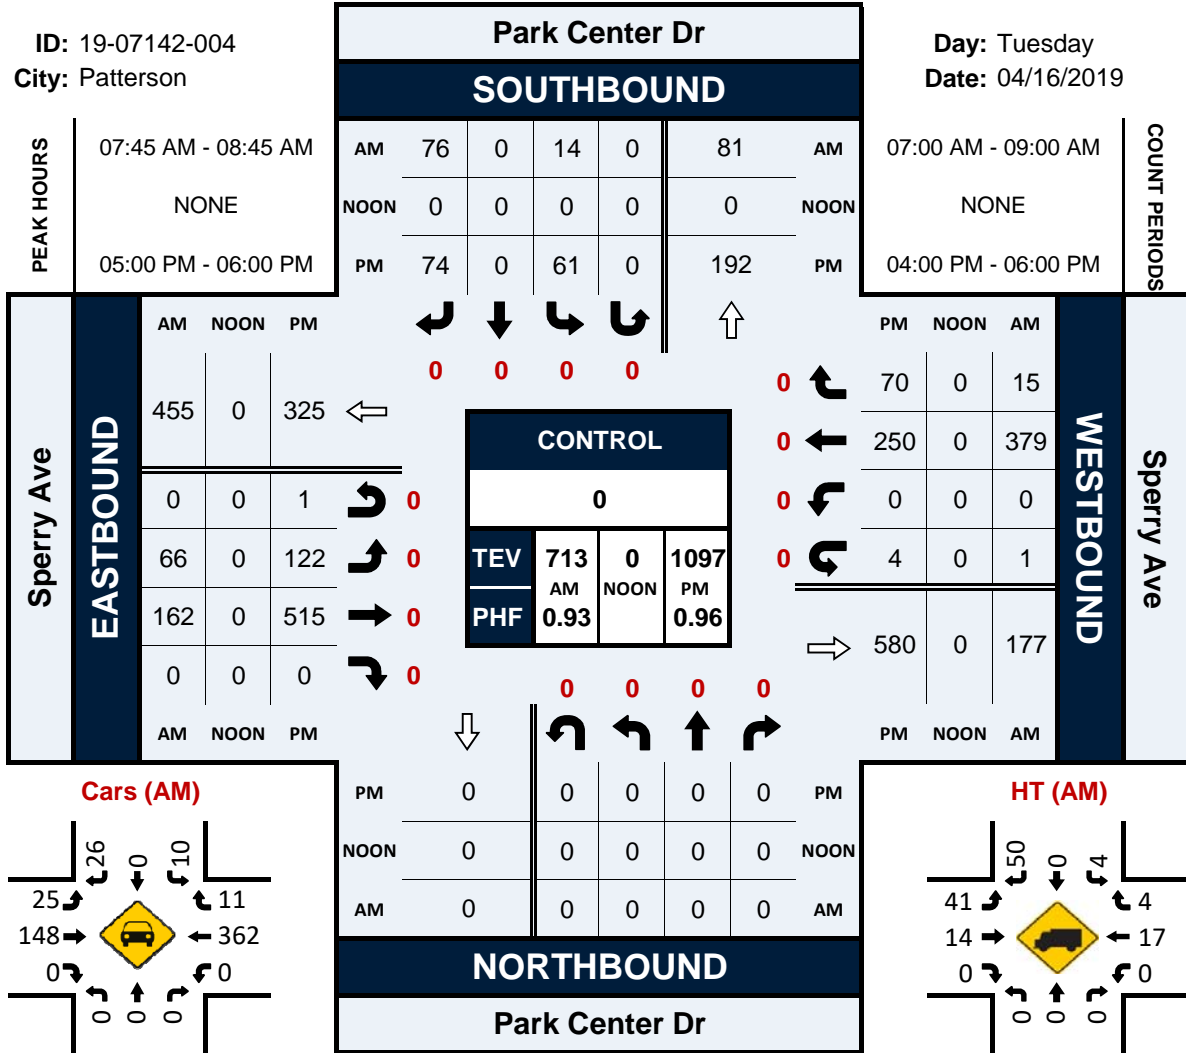 ID: 19-07142-004
City: Patterson
Park Center Dr
SOUTHBOUND
Day: Tuesday
Date: 04/16/2019
PEAK HOURS
07:45 AM - 08:45 AM
NONE
05:00 PM - 06:00 PM
AM 76 0 14 0 81 AM
NOON 0 0 0 0 0 NOON
PM 74 0 61 0 192 PM
07:00 AM - 09:00 AM
NONE
04:00 PM - 06:00 PM
COUNT PERIODS
0 0 0 0
Sperry Ave
EASTBOUND
AM NOON PM
455 0 325
0 0 1 0
66 0 122 0
162 0 515 0
0 0 0 0
AM NOON PM
CONTROL
0
TEV 713 0 1097
AM NOON PM
PHF 0.93 0.96
PM NOON AM
0 70 0 15
0 250 0 379
0 0 0 0
0 4 0 1
580 0 177
PM NOON AM
WESTBOUND
Sperry Ave
0 0 0 0
PM 0 0 0 0 0 PM
NOON 0 0 0 0 0 NOON
AM 0 0 0 0 0 AM
NORTHBOUND
Park Center Dr
Cars (AM)
26 0 10
25 11
148 362
0 0
0 0 0
HT (AM)
50 0 4
41 4
14 17
0 0
0 0 0